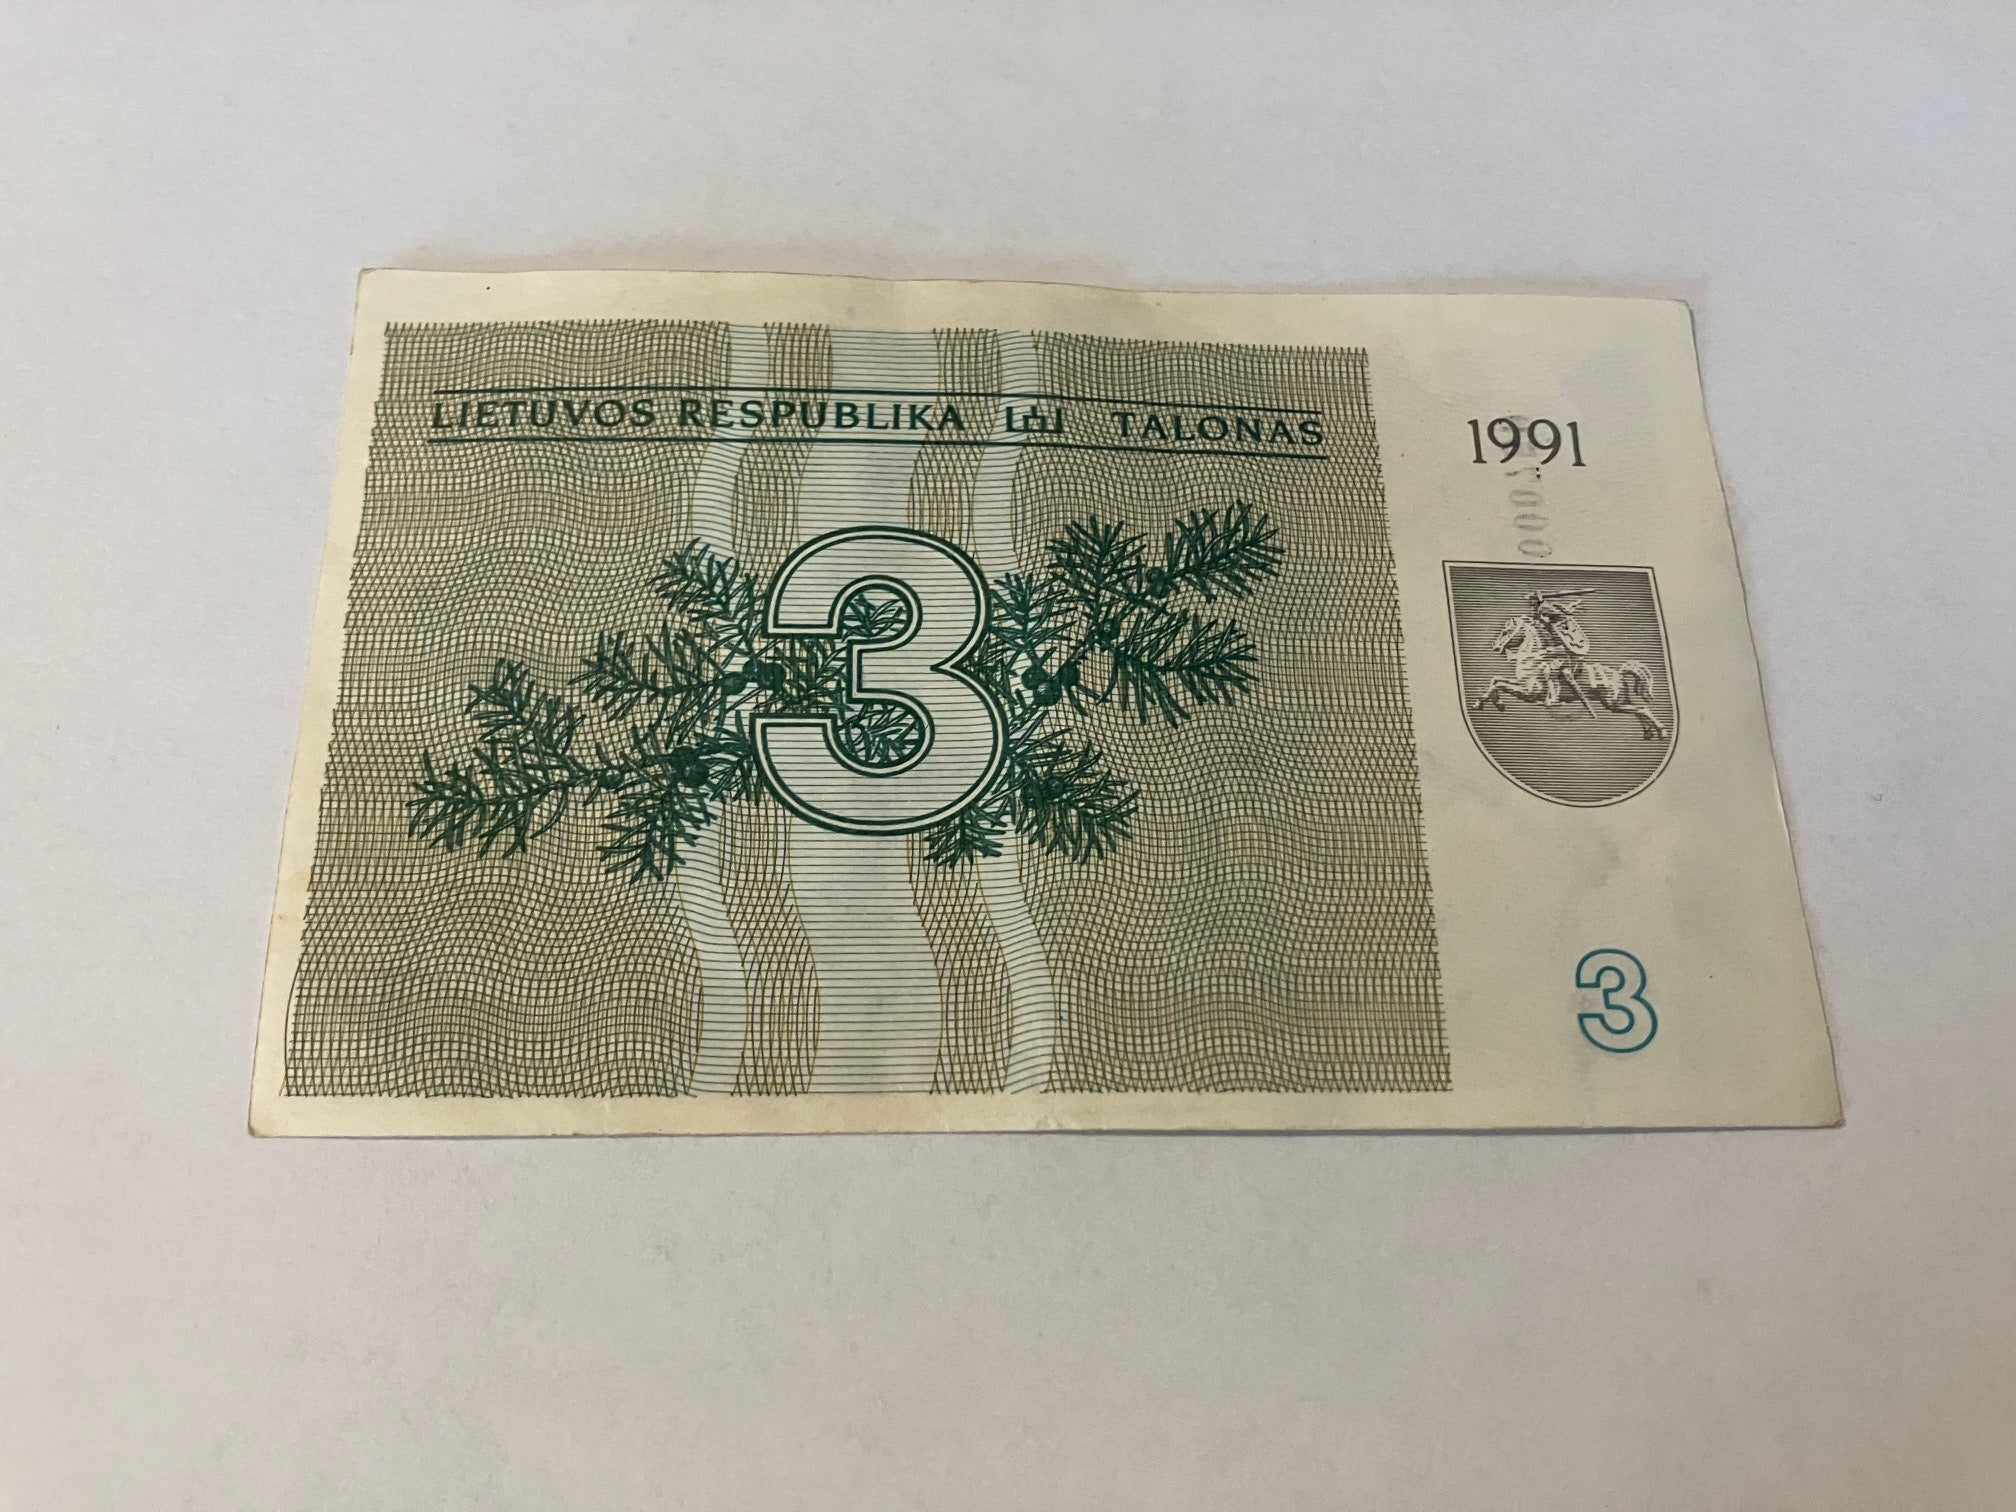 LIETUVOS RESPUBLIKA TALONAS
1991
3
3